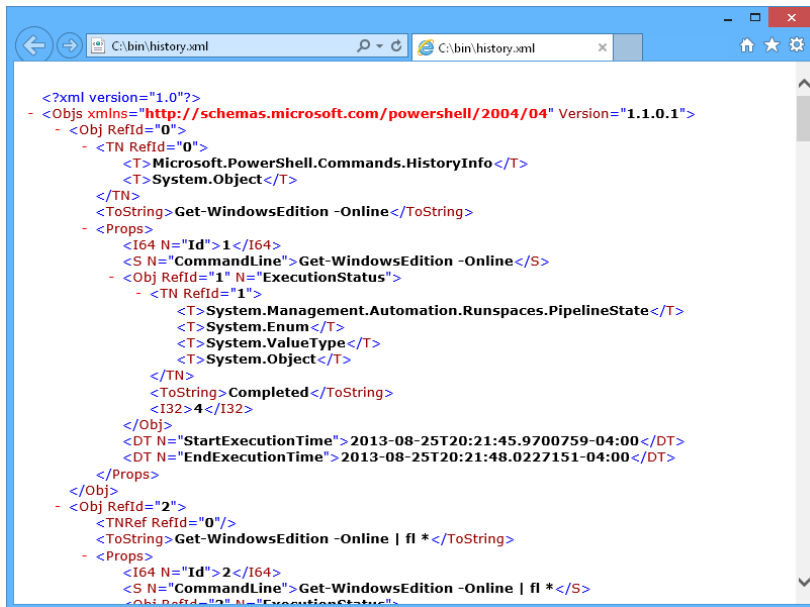 C:\bin\history.xml
C:\bin\history.xml
<?xml version="1.0"?>
- <Objs xmlns="http://schemas.microsoft.com/powershell/2004/04" Version="1.1.0.1">
- <Obj RefId="0">
- <TN RefId="0">
<T>Microsoft.PowerShell.Commands.HistoryInfo</T>
<T>System.Object</T>
</TN>
<ToString>Get-WindowsEdition -Online</ToString>
- <Props>
<I64 N="Id">1</I64>
<S N="CommandLine">Get-WindowsEdition -Online</S>
- <Obj RefId="1" N="ExecutionStatus">
- <TN RefId="1">
<T>System.Management.Automation.Runspaces.PipelineState</T>
<T>System.Enum</T>
<T>System.ValueType</T>
<T>System.Object</T>
</TN>
<ToString>Completed</ToString>
<I32>4</I32>
</Obj>
<DT N="StartExecutionTime">2013-08-25T20:21:45.9700759-04:00</DT>
<DT N="EndExecutionTime">2013-08-25T20:21:48.0227151-04:00</DT>
</Props>
</Obj>
- <Obj RefId="2">
<TNRef RefId="0"/>
<ToString>Get-WindowsEdition -Online | fl *</ToString>
- <Props>
<I64 N="Id">2</I64>
<S N="CommandLine">Get-WindowsEdition -Online | fl *</S>